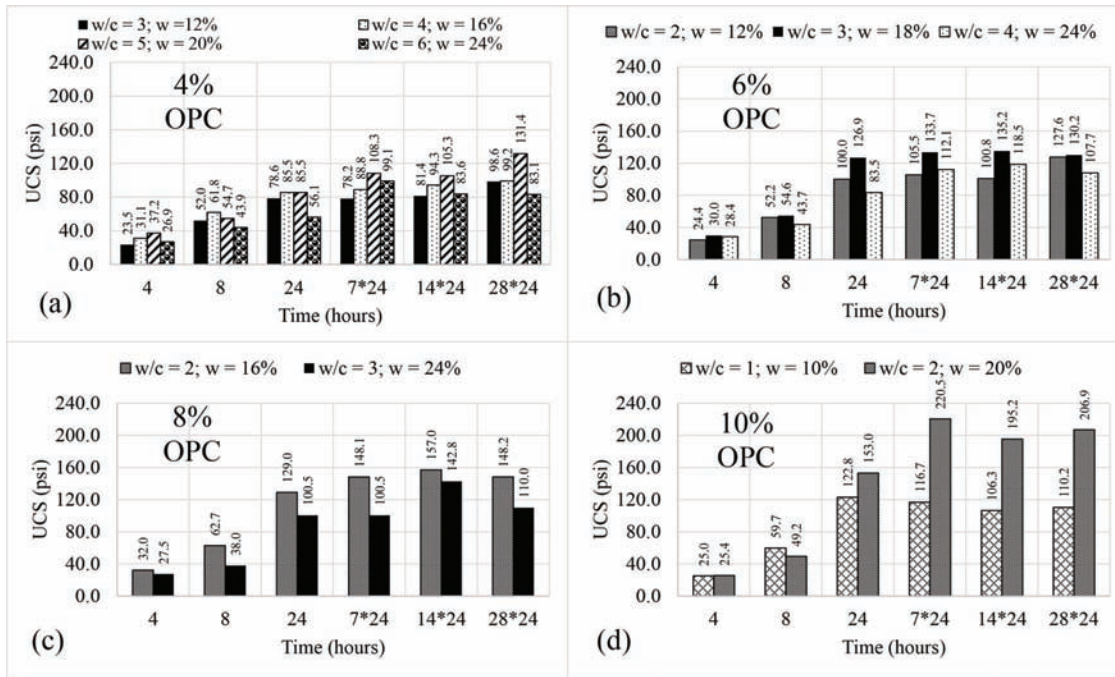 w/c = 3; w =12% w/c = 4; w = 16%
w/c = 5; w = 20% w/c = 6; w = 24%
4%
OPC
UCS (psi)
240.0
200.0
160.0
120.0
80.0
40.0
0.0
23.5 31.1 37.2 26.9
52.0 61.8 54.7 43.9
78.6 85.5 85.5 56.1
78.2 88.8 108.3 99.1
81.4 94.3 105.3 83.6
98.6 99.2 131.4 83.1
4 8 24 7*24 14*24 28*24
(a) Time (hours)
w/c = 2; w = 12% w/c = 3; w = 18% w/c = 4; w = 24%
6%
OPC
UCS (psi)
240.0
200.0
160.0
120.0
80.0
40.0
0.0
24.4 30.0 28.4
52.2 54.6 43.7
100.0 126.9 83.5
105.5 133.7 112.1
100.8 135.2 118.5
127.6 130.2 107.7
4 8 24 7*24 14*24 28*24
(b) Time (hours)
w/c = 2; w = 16% w/c = 3; w = 24%
8%
OPC
UCS (psi)
240.0
200.0
160.0
120.0
80.0
40.0
0.0
32.0 27.5
62.7 38.0
129.0 100.5
148.1 100.5
157.0 142.8
148.2 110.0
4 8 24 7*24 14*24 28*24
(c) Time (hours)
w/c = 1; w = 10% w/c = 2; w = 20%
10%
OPC
UCS (psi)
240.0
200.0
160.0
120.0
80.0
40.0
0.0
25.0 25.4
59.7 49.2
122.8 153.0
116.7 220.5
106.3 195.2
110.2 206.9
4 8 24 7*24 14*24 28*24
(d) Time (hours)